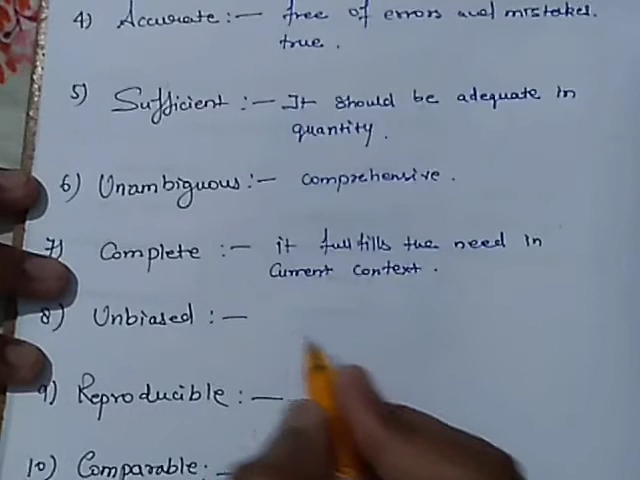 4) Accurate :- free of errors and mistakes.
true.
5) Sufficient :- It should be adequate in
quantity.
6) Unambiguous :- comprehensive.
7) Complete :- it fullfills the need in
current context.
8) Unbiased :-
9) Reproducible :-
10) Comparable :-